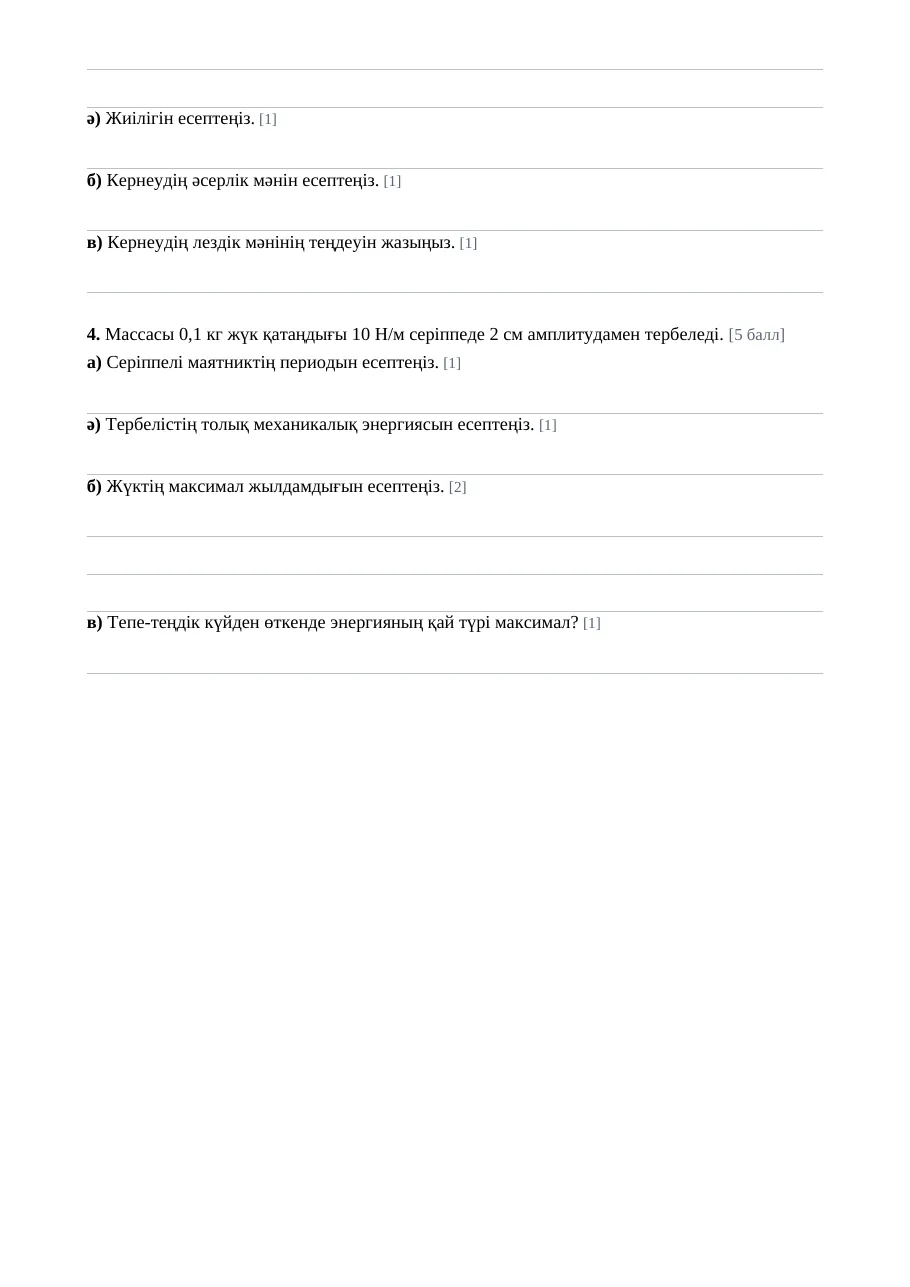 ә) Жиілігін есептеңіз. [1]
б) Кернеудің әсерлік мәнін есептеңіз. [1]
в) Кернеудің лездік мәнінің теңдеуін жазыңыз. [1]
4. Массасы 0,1 кг жүк қатаңдығы 10 Н/м серіппеде 2 см амплитудамен тербеледі. [5 балл]
а) Серіппелі маятниктің периодын есептеңіз. [1]
ә) Тербелістің толық механикалық энергиясын есептеңіз. [1]
б) Жүктің максимал жылдамдығын есептеңіз. [2]
в) Тепе-теңдік күйден өткенде энергияның қай түрі максимал? [1]